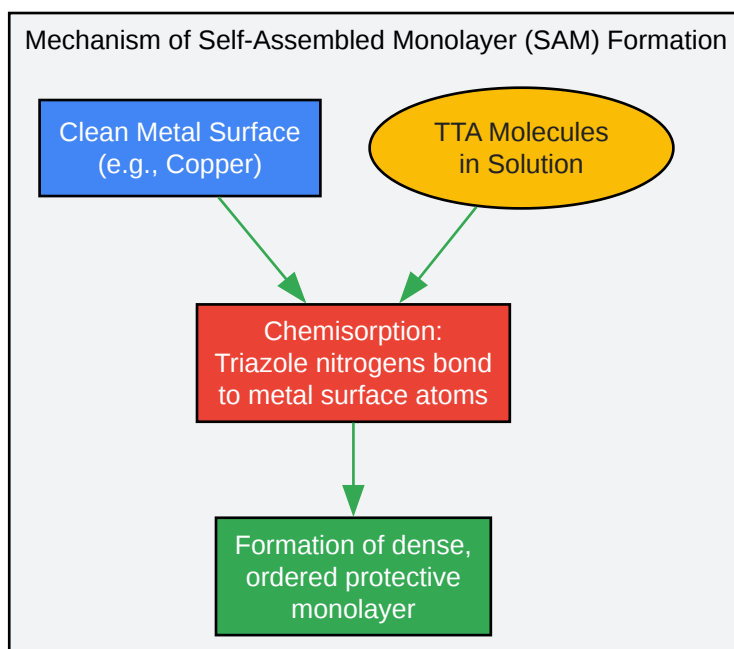 Mechanism of Self-Assembled Monolayer (SAM) Formation
Clean Metal Surface
(e.g., Copper)
TTA Molecules
in Solution
Chemisorption:
Triazole nitrogens bond
to metal surface atoms
Formation of dense,
ordered protective
monolayer